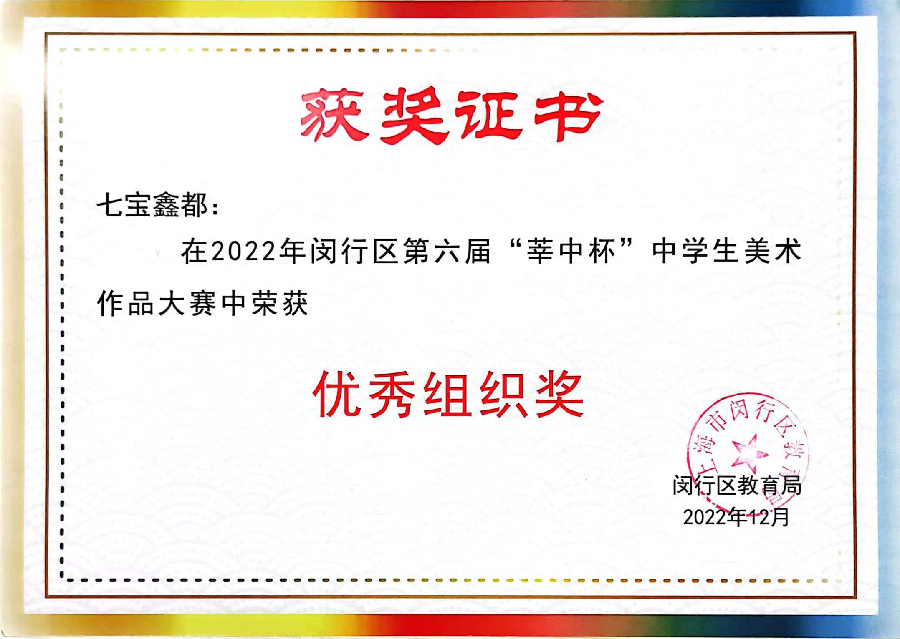 获奖证书
七宝鑫都：
在2022年闵行区第六届“莘中杯”中学生美术
作品大赛中荣获
优秀组织奖
上海市闵行区教育局
闵行区教育局
2022年12月